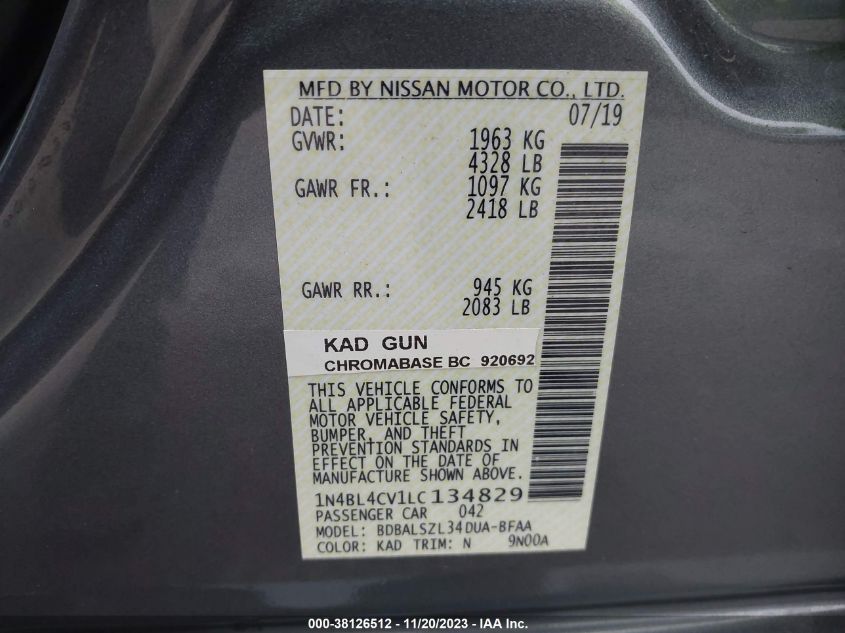 MFD BY NISSAN MOTOR CO., LTD.
DATE: 07/19
GVWR: 1963 KG
4328 LB
GAWR FR.: 1097 KG
2418 LB
GAWR RR.: 945 KG
2083 LB
KAD GUN
CHROMABASE BC 920692
THIS VEHICLE CONFORMS TO
ALL APPLICABLE FEDERAL
MOTOR VEHICLE SAFETY,
BUMPER, AND THEFT
PREVENTION STANDARDS IN
EFFECT ON THE DATE OF
MANUFACTURE SHOWN ABOVE.
1N4BL4CV1LC134829
PASSENGER CAR 042
MODEL: BDBALSZL34DUA-BFAA
COLOR: KAD TRIM: N 9N00A
000-38126512 - 11/20/2023 - IAA Inc.